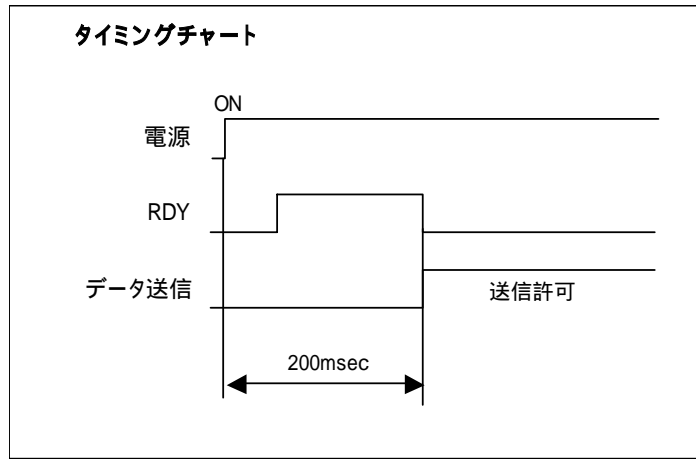 タイミングチャート
ON
電源
RDY
データ送信
送信許可
200msec